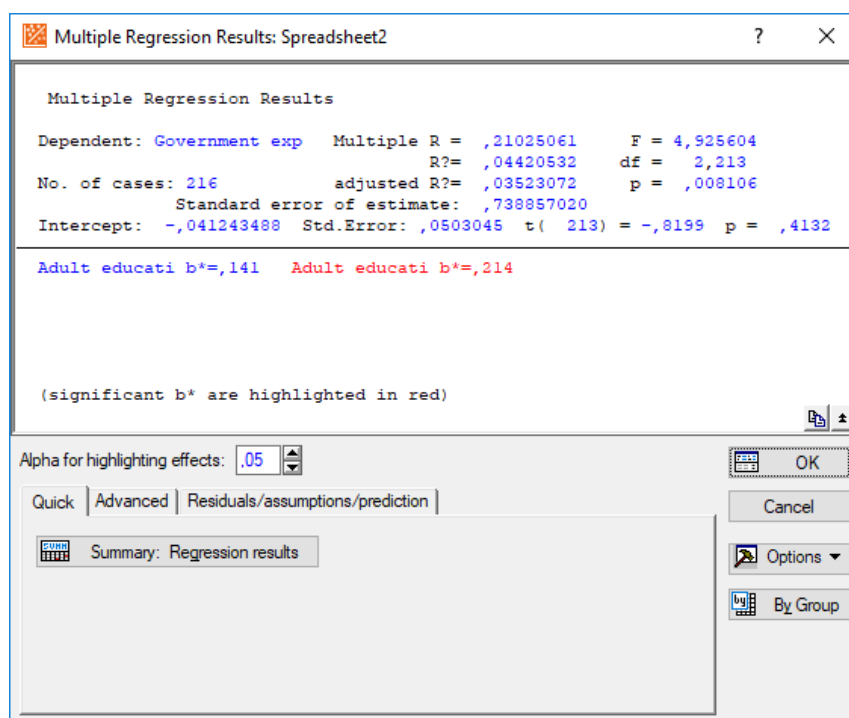 Multiple Regression Results: Spreadsheet2 ?
Multiple Regression Results
Dependent: Government exp Multiple R = ,21025061 F = 4,925604
R?= ,04420532 df = 2,213
No. of cases: 216 adjusted R?= ,03523072 p = ,008106
Standard error of estimate: ,738857020
Intercept: -,041243488 Std.Error: ,0503045 t( 213) = -,8199 p = ,4132
Adult educati b*=,141 Adult educati b*=,214
(significant b* are highlighted in red)
Alpha for highlighting effects: ,05
OK
Quick Advanced Residuals/assumptions/prediction
Cancel
SUMM Summary: Regression results
Options
by By Group